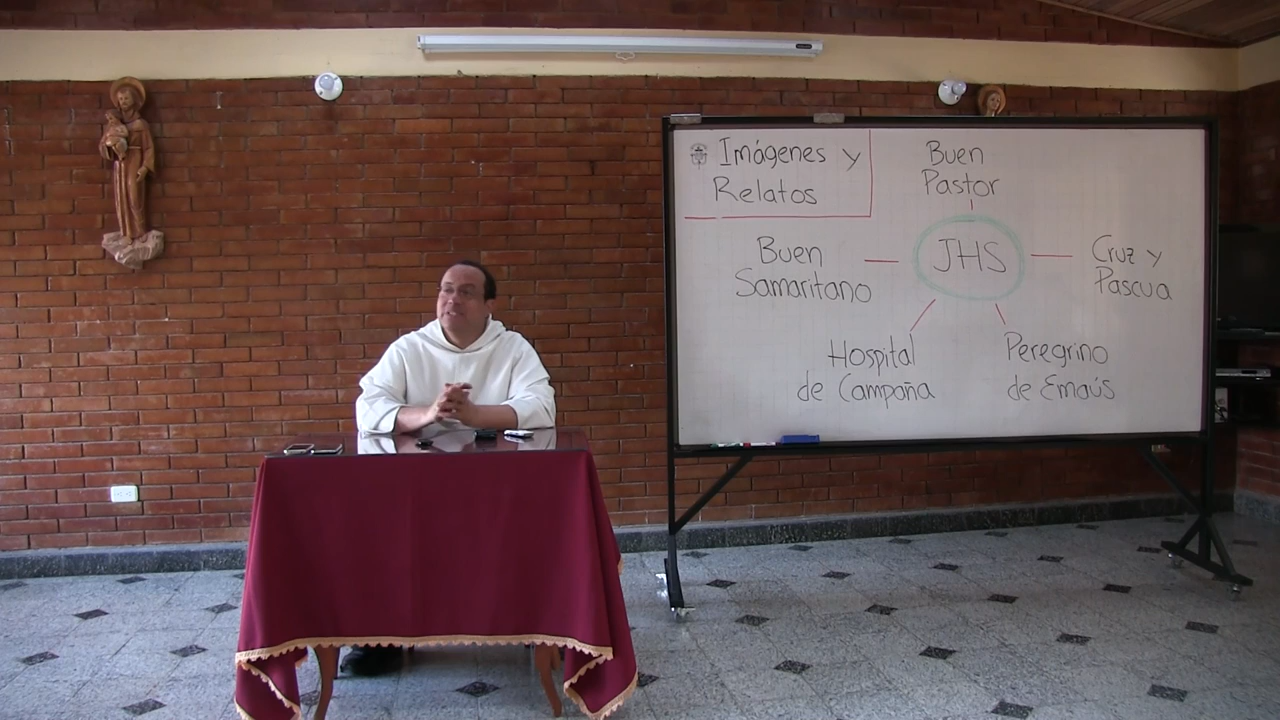 Imágenes y
Relatos
Buen
Pastor
Buen
Samaritano
JHS
Cruz y
Pascua
Hospital
de Campaña
Peregrino
de Emaús